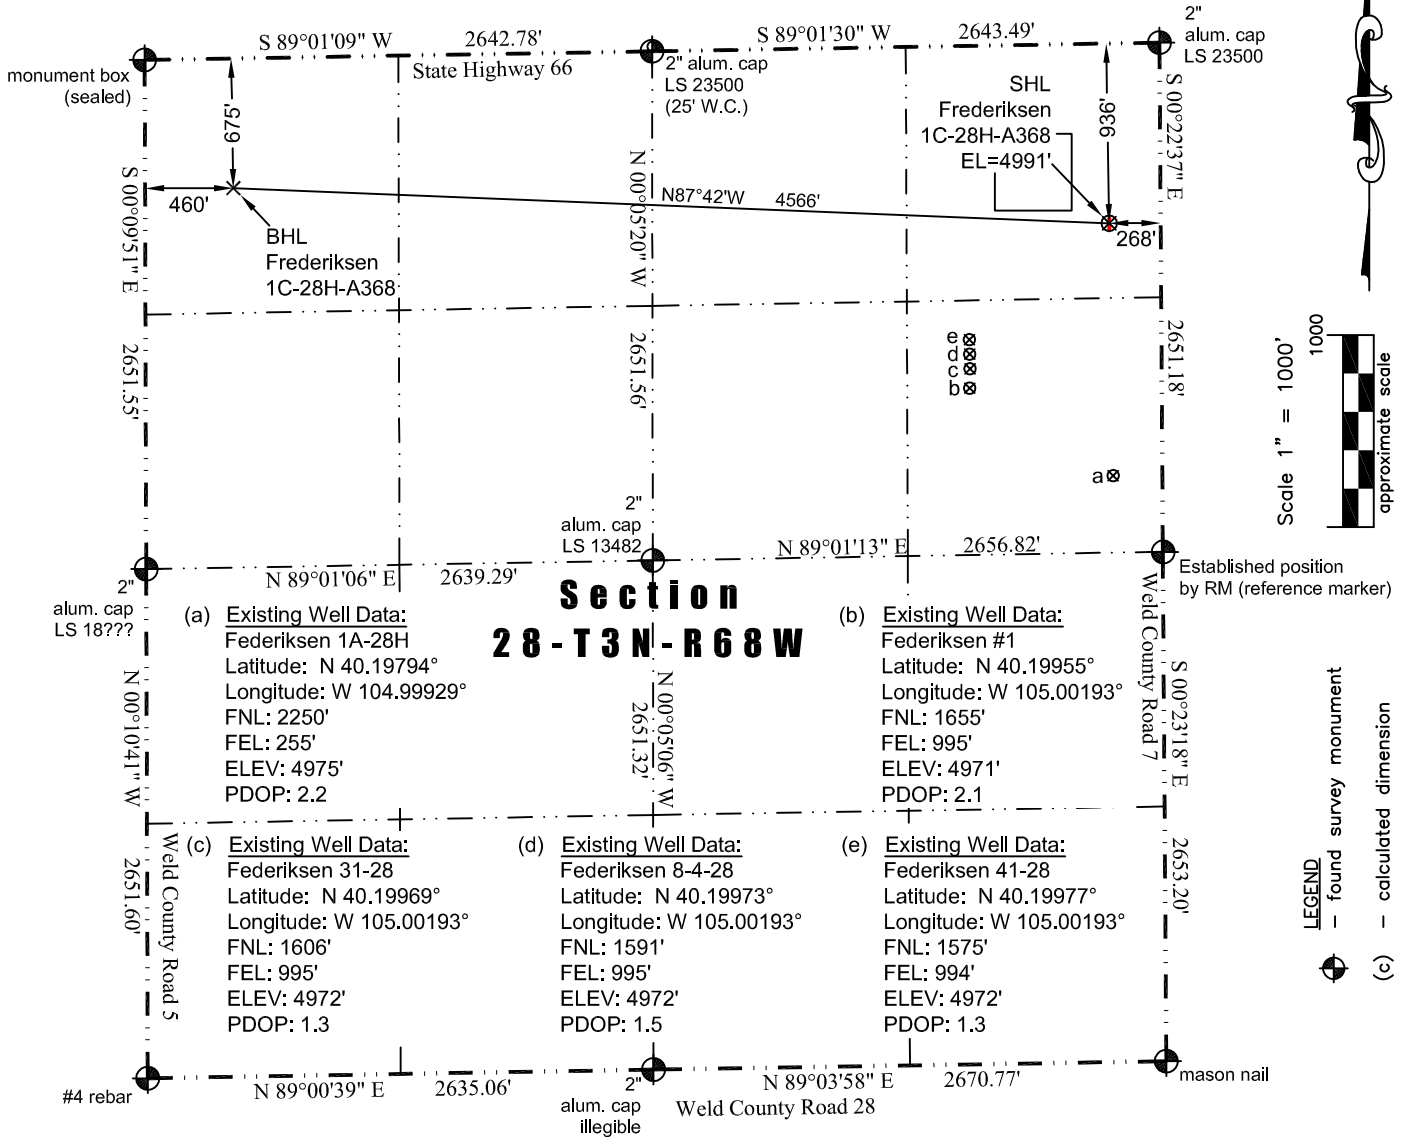 S 89°01'09" W 2642.78'
State Highway 66
S 89°01'30" W 2643.49'
2"
alum. cap
LS 23500
monument box
(sealed)
2" alum. cap
LS 23500
(25' W.C.)
SHL
Frederiksen
1C-28H-A368
EL=4991'
675'
936'
460'
268'
N87°42'W 4566'
BHL
Frederiksen
1C-28H-A368
S 00°09'51" E
2651.55'
N 00°05'20" W
2651.56'
S 00°22'37" E
2651.18'
e
d
c
b
a
Scale 1" = 1000'
1000
approximate scale
2"
alum. cap
LS 13482
N 89°01'06" E 2639.29'
N 89°01'13" E 2656.82'
2"
alum. cap
LS 18???
Established position
by RM (reference marker)
Section
28-T3N-R68W
(a) Existing Well Data:
Federiksen 1A-28H
Latitude: N 40.19794°
Longitude: W 104.99929°
FNL: 2250'
FEL: 255'
ELEV: 4975'
PDOP: 2.2
(b) Existing Well Data:
Federiksen #1
Latitude: N 40.19955°
Longitude: W 105.00193°
FNL: 1655'
FEL: 995'
ELEV: 4971'
PDOP: 2.1
N 00°10'41" W
2651.60'
Weld County Road 5
N 00°05'06" W
2651.32'
Weld County Road 7
S 00°23'18" E
2653.20'
(c) Existing Well Data:
Federiksen 31-28
Latitude: N 40.19969°
Longitude: W 105.00193°
FNL: 1606'
FEL: 995'
ELEV: 4972'
PDOP: 1.3
(d) Existing Well Data:
Federiksen 8-4-28
Latitude: N 40.19973°
Longitude: W 105.00193°
FNL: 1591'
FEL: 995'
ELEV: 4972'
PDOP: 1.5
(e) Existing Well Data:
Federiksen 41-28
Latitude: N 40.19977°
Longitude: W 105.00193°
FNL: 1575'
FEL: 994'
ELEV: 4972'
PDOP: 1.3
LEGEND
– found survey monument
(c) – calculated dimension
#4 rebar
N 89°00'39" E 2635.06'
2"
alum. cap
illegible
N 89°03'58" E 2670.77'
Weld County Road 28
mason nail